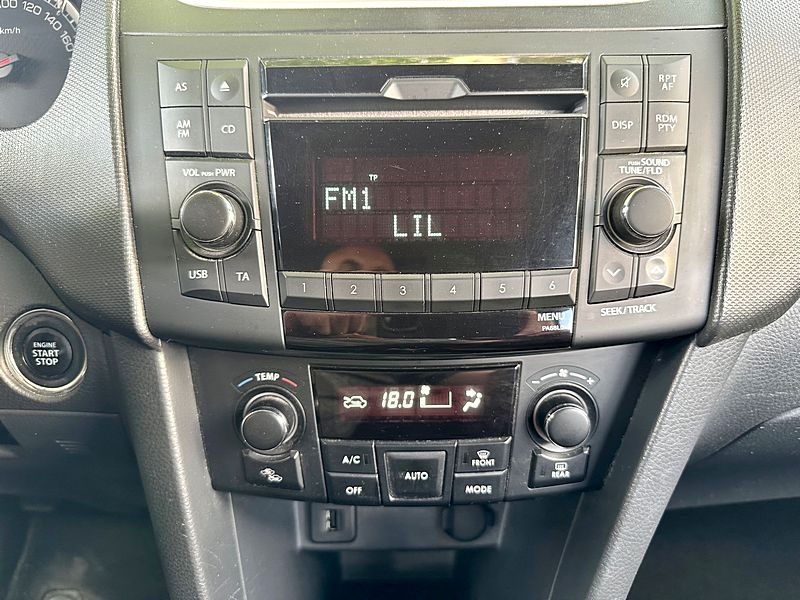 100 120 140 160
km/h
AS
AM
FM
CD
RPT
AF
DISP
RDM
PTY
VOL PUSH PWR
PUSH SOUND
TUNE/FLD
TP
FM1
LIL
USB
TA
1 2 3 4 5 6
MENU
SEEK/TRACK
ENGINE
START
STOP
TEMP
18.0
A/C
AUTO
FRONT
OFF
MODE
REAR